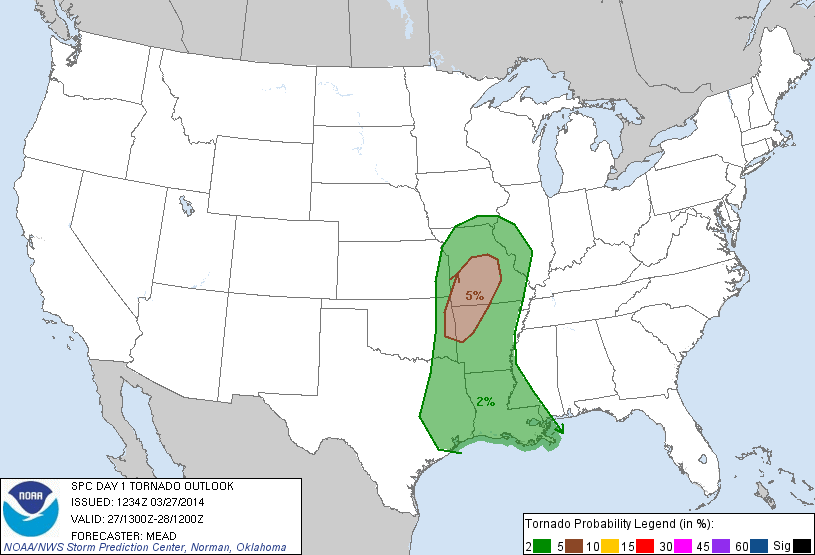 5%
2%
NOAA
SPC DAY 1 TORNADO OUTLOOK
ISSUED: 1234Z 03/27/2014
VALID: 27/1300Z-28/1200Z
FORECASTER: MEAD
NOAA/NWS Storm Prediction Center, Norman, Oklahoma
Tornado Probability Legend (in %):
2 5 10 15 30 45 60 Sig